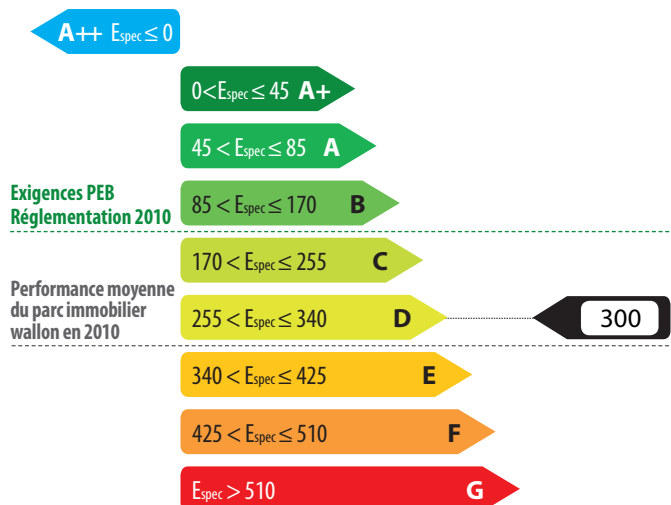 A++ Espec ≤ 0
0<Espec ≤ 45 A+
45 < Espec ≤ 85 A
Exigences PEB
Réglementation 2010
85 < Espec ≤ 170 B
170 < Espec ≤ 255 C
Performance moyenne
du parc immobilier
wallon en 2010
255 < Espec ≤ 340 D
300
340 < Espec ≤ 425 E
425 < Espec ≤ 510 F
Espec > 510 G